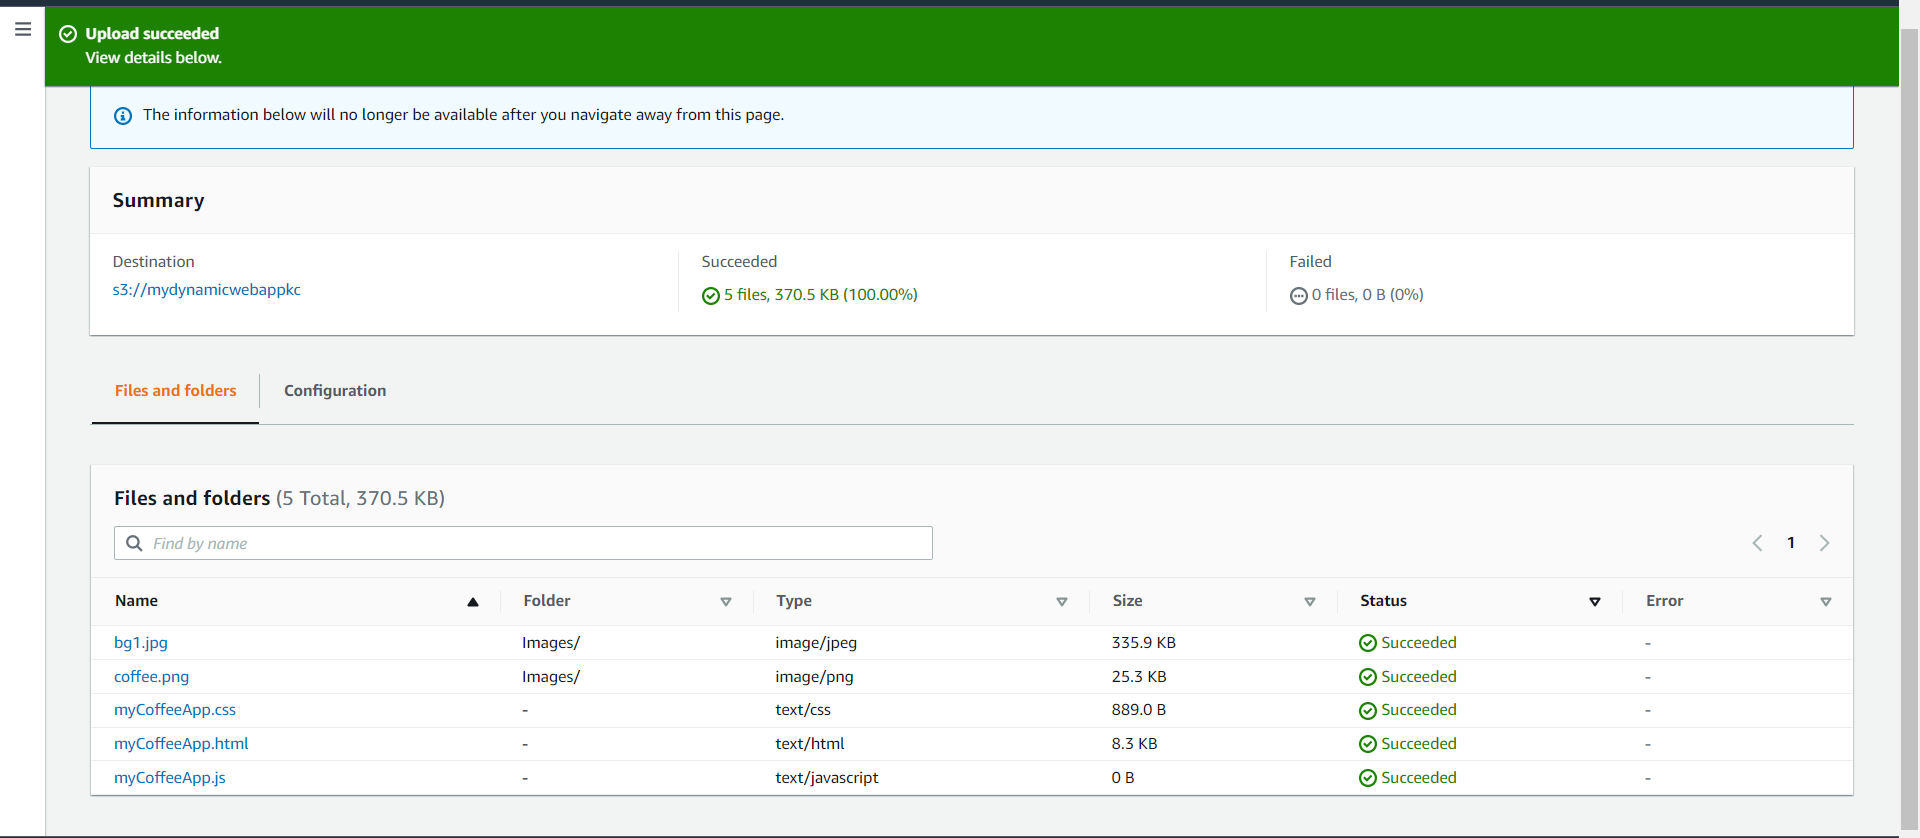 Upload succeeded
View details below.
The information below will no longer be available after you navigate away from this page.
Summary
Destination
s3://mydynamicwebappkc
Succeeded
5 files, 370.5 KB (100.00%)
Failed
0 files, 0 B (0%)
Files and folders
Configuration
Files and folders (5 Total, 370.5 KB)
Find by name
1
Name Folder Type Size Status Error
bg1.jpg Images/ image/jpeg 335.9 KB Succeeded -
coffee.png Images/ image/png 25.3 KB Succeeded -
myCoffeeApp.css - text/css 889.0 B Succeeded -
myCoffeeApp.html - text/html 8.3 KB Succeeded -
myCoffeeApp.js - text/javascript 0 B Succeeded -